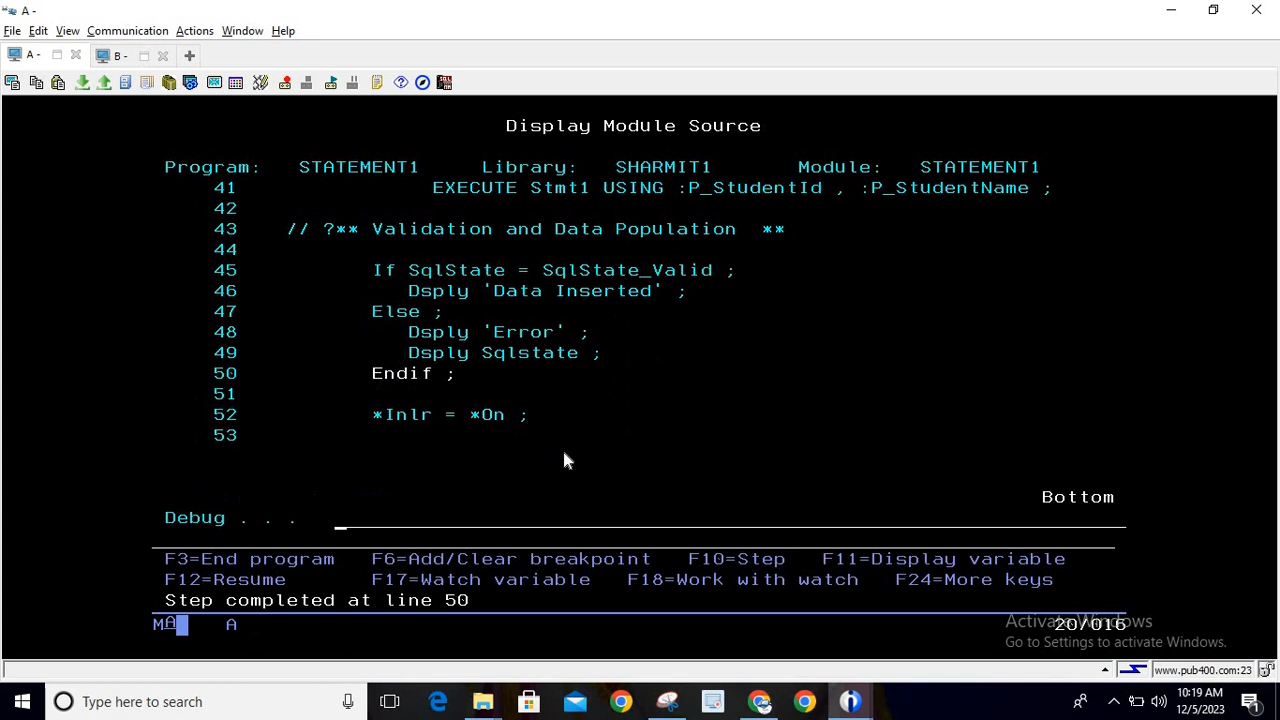 A -
File Edit View Communication Actions Window Help
A - B -
Display Module Source
Program: STATEMENT1 Library: SHARMIT1 Module: STATEMENT1
41 EXECUTE Stmt1 USING :P_StudentId , :P_StudentName ;
42
43 // ?** Validation and Data Population **
44
45 If SqlState = SqlState_Valid ;
46 Dsply 'Data Inserted' ;
47 Else ;
48 Dsply 'Error' ;
49 Dsply Sqlstate ;
50 Endif ;
51
52 *Inlr = *On ;
53
Bottom
Debug . . .
F3=End program F6=Add/Clear breakpoint F10=Step F11=Display variable
F12=Resume F17=Watch variable F18=Work with watch F24=More keys
Step completed at line 50
MA A 20/016
Activate Windows
Go to Settings to activate Windows.
www.pub400.com:23
Type here to search
10:19 AM
12/5/2023